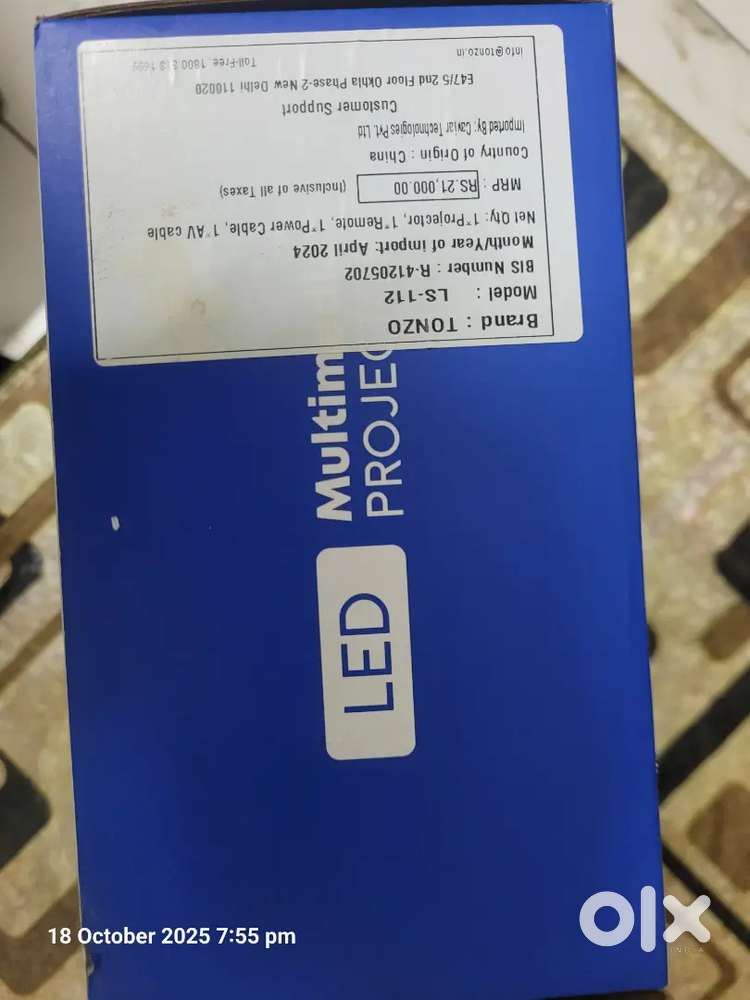 Brand : TONZO
Model : LS-112
BIS Number : R-41205702
Month/Year of import: April 2024
Net Qty: 1*Projector, 1*Remote, 1*Power Cable, 1*AV cable
MRP : RS.21,000.00 (Inclusive of all Taxes)
Country of Origin : China
Imported By: Caviar Technologies Pvt. Ltd
Customer Support
E47/5 2nd Floor Okhla Phase-2 New Delhi 110020
info@tonzo.in Toll-Free: 1800
LED
Multim
PROJEC
18 October 2025 7:55 pm
olx
INDIA